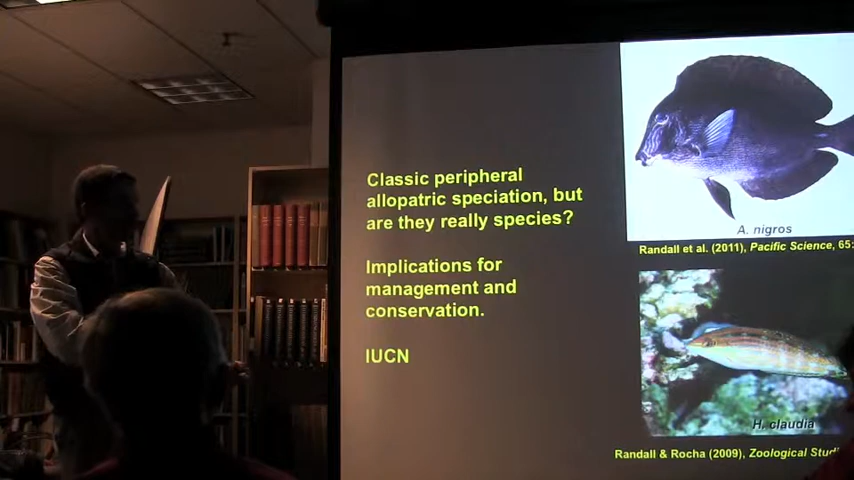 Classic peripheral
allopatric speciation, but
are they really species?
Implications for
management and
conservation.
IUCN
A. nigros
Randall et al. (2011), Pacific Science, 65:
H. claudia
Randall & Rocha (2009), Zoological Studi